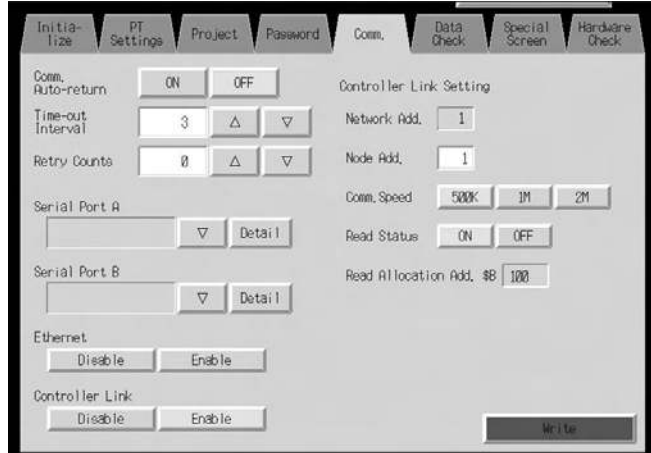 Initia-
lize
PT
Settings
Project
Password
Comm.
Data
Check
Special
Screen
Hardware
Check
Comm.
Auto-return
ON
OFF
Time-out
Interval
3
△
▽
Retry Counts
0
△
▽
Serial Port A
▽
Detail
Serial Port B
▽
Detail
Ethernet
Disable
Enable
Controller Link
Disable
Enable
Controller Link Setting
Network Add.
1
Node Add.
1
Comm. Speed
500K
1M
2M
Read Status
ON
OFF
Read Allocation Add. $B
100
Write